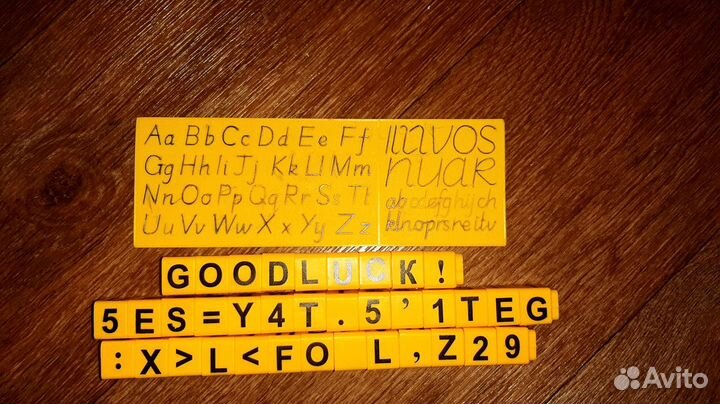 Aa Bb Cc Dd Ee Ff
Gg Hh Ii Jj Kk Ll Mm
Nn Oo Pp Qq Rr Ss Tt
Uu Vv Ww Xx Yy Zz
nuar
GOODLUCK!
5ES=Y4T.5'1TEG
:X>L<FO L,Z29
Avito